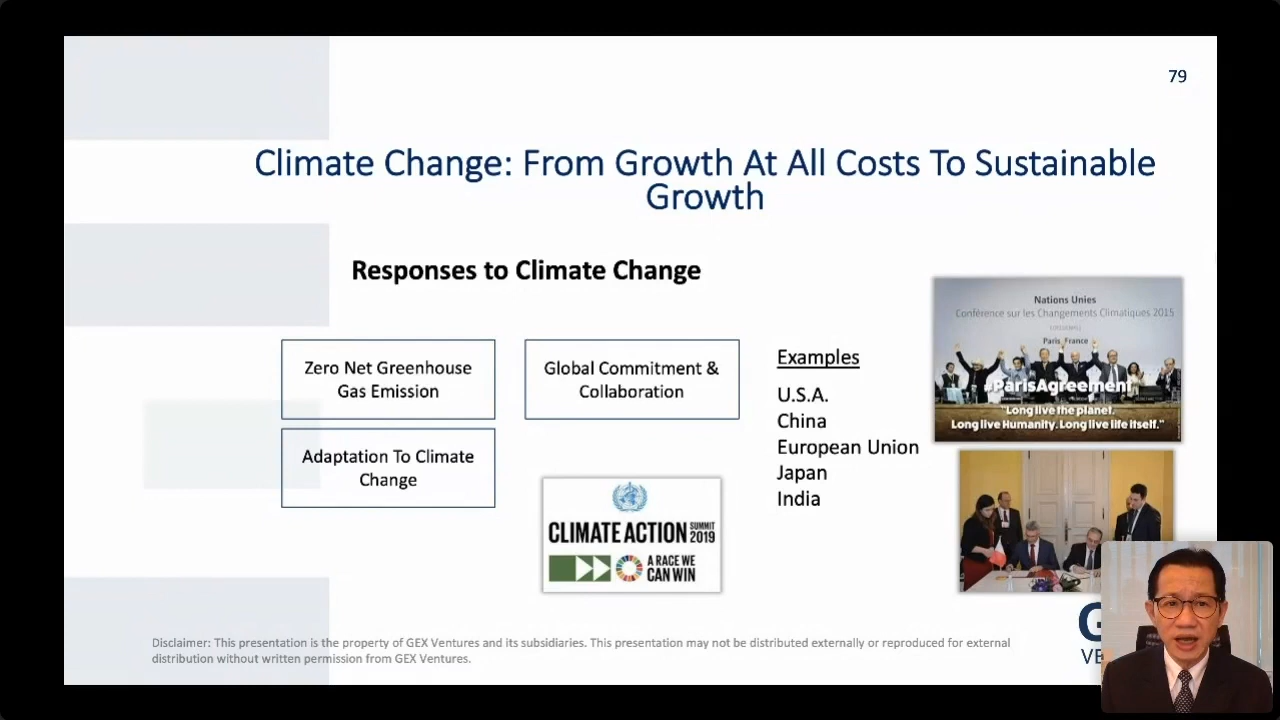 79
Climate Change: From Growth At All Costs To Sustainable
Growth
Responses to Climate Change
Zero Net Greenhouse
Gas Emission
Global Commitment &
Collaboration
Adaptation To Climate
Change
Examples
U.S.A.
China
European Union
Japan
India
Nations Unies
Conférence sur les Changements Climatiques 2015
Paris, France
#ParisAgreement
"Long live the planet.
Long live Humanity. Long live life itself."
CLIMATE ACTION SUMMIT
2019
A RACE WE
CAN WIN
Disclaimer: This presentation is the property of GEX Ventures and its subsidiaries. This presentation may not be distributed externally or reproduced for external
distribution without written permission from GEX Ventures.
G
VE